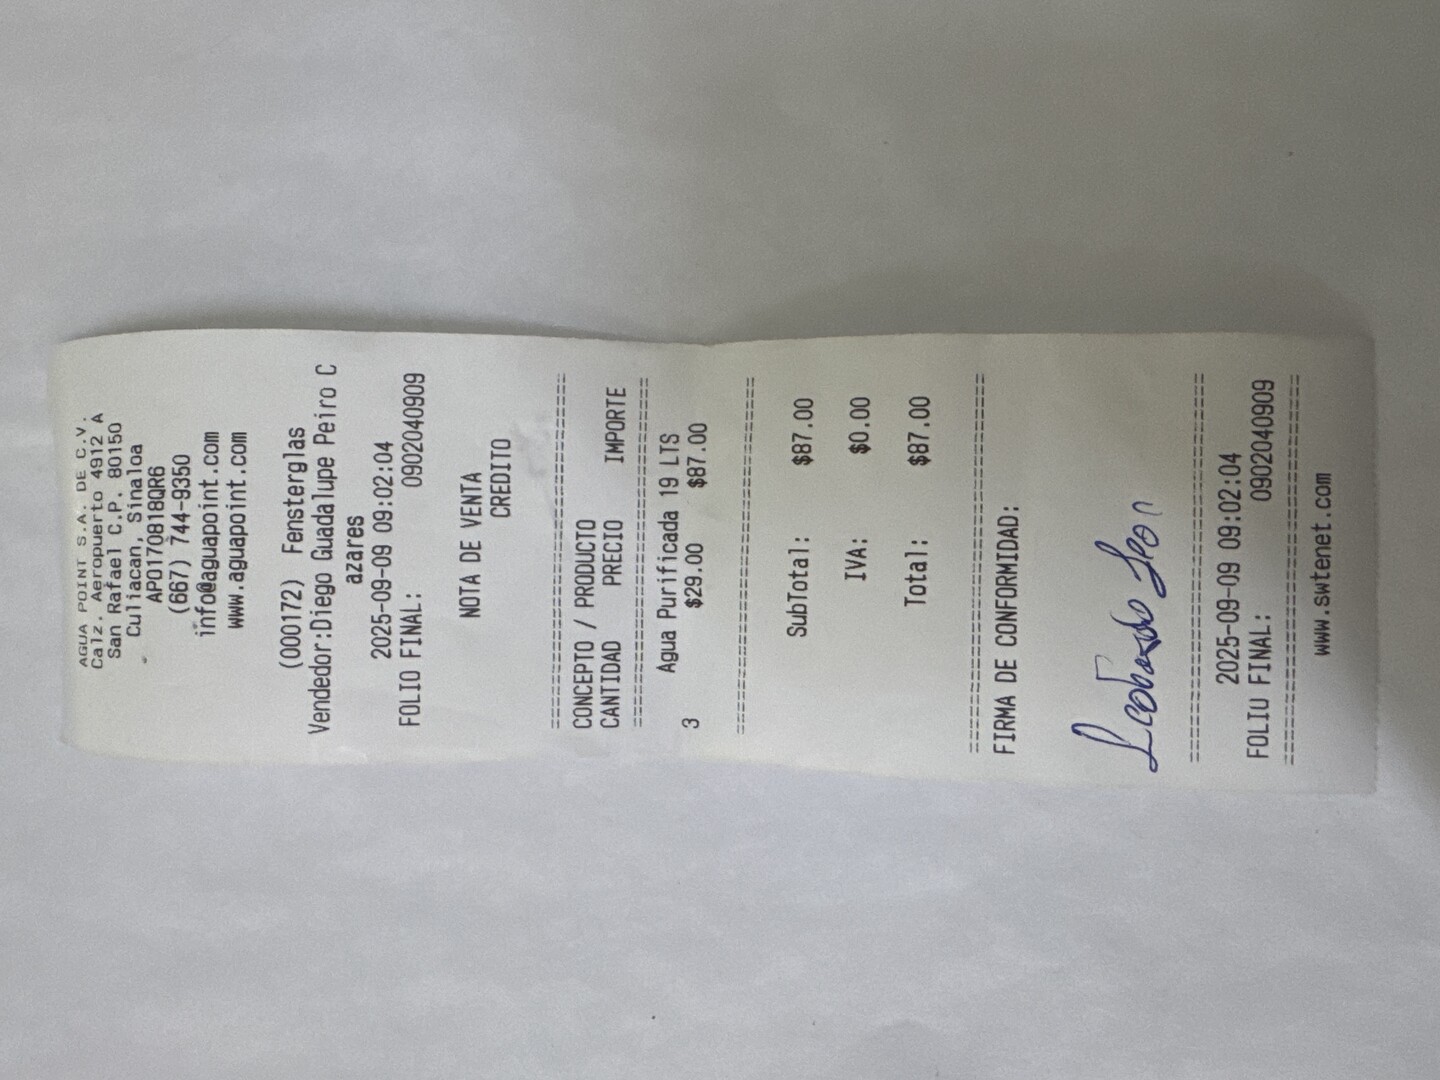 AGUA POINT S.A. DE C.V.
Calz. Aeropuerto 4912 A
San Rafael C.P. 80150
Culiacan, Sinaloa
APO170818QR6
(667) 744-9350
info@aguapoint.com
www.aguapoint.com
(000172) Fensterglas
Vendedor:Diego Guadalupe Peiro C
azares
2025-09-09 09:02:04
FOLIO FINAL: 0902040909
NOTA DE VENTA
CREDITO
================================
CONCEPTO / PRODUCTO
CANTIDAD PRECIO IMPORTE
================================
Agua Purificada 19 LTS
3 $29.00 $87.00
================================
SubTotal: $87.00
IVA: $0.00
Total: $87.00
================================
FIRMA DE CONFORMIDAD:
================================
2025-09-09 09:02:04
FOLIO FINAL: 0902040909
================================
www.swtenet.com